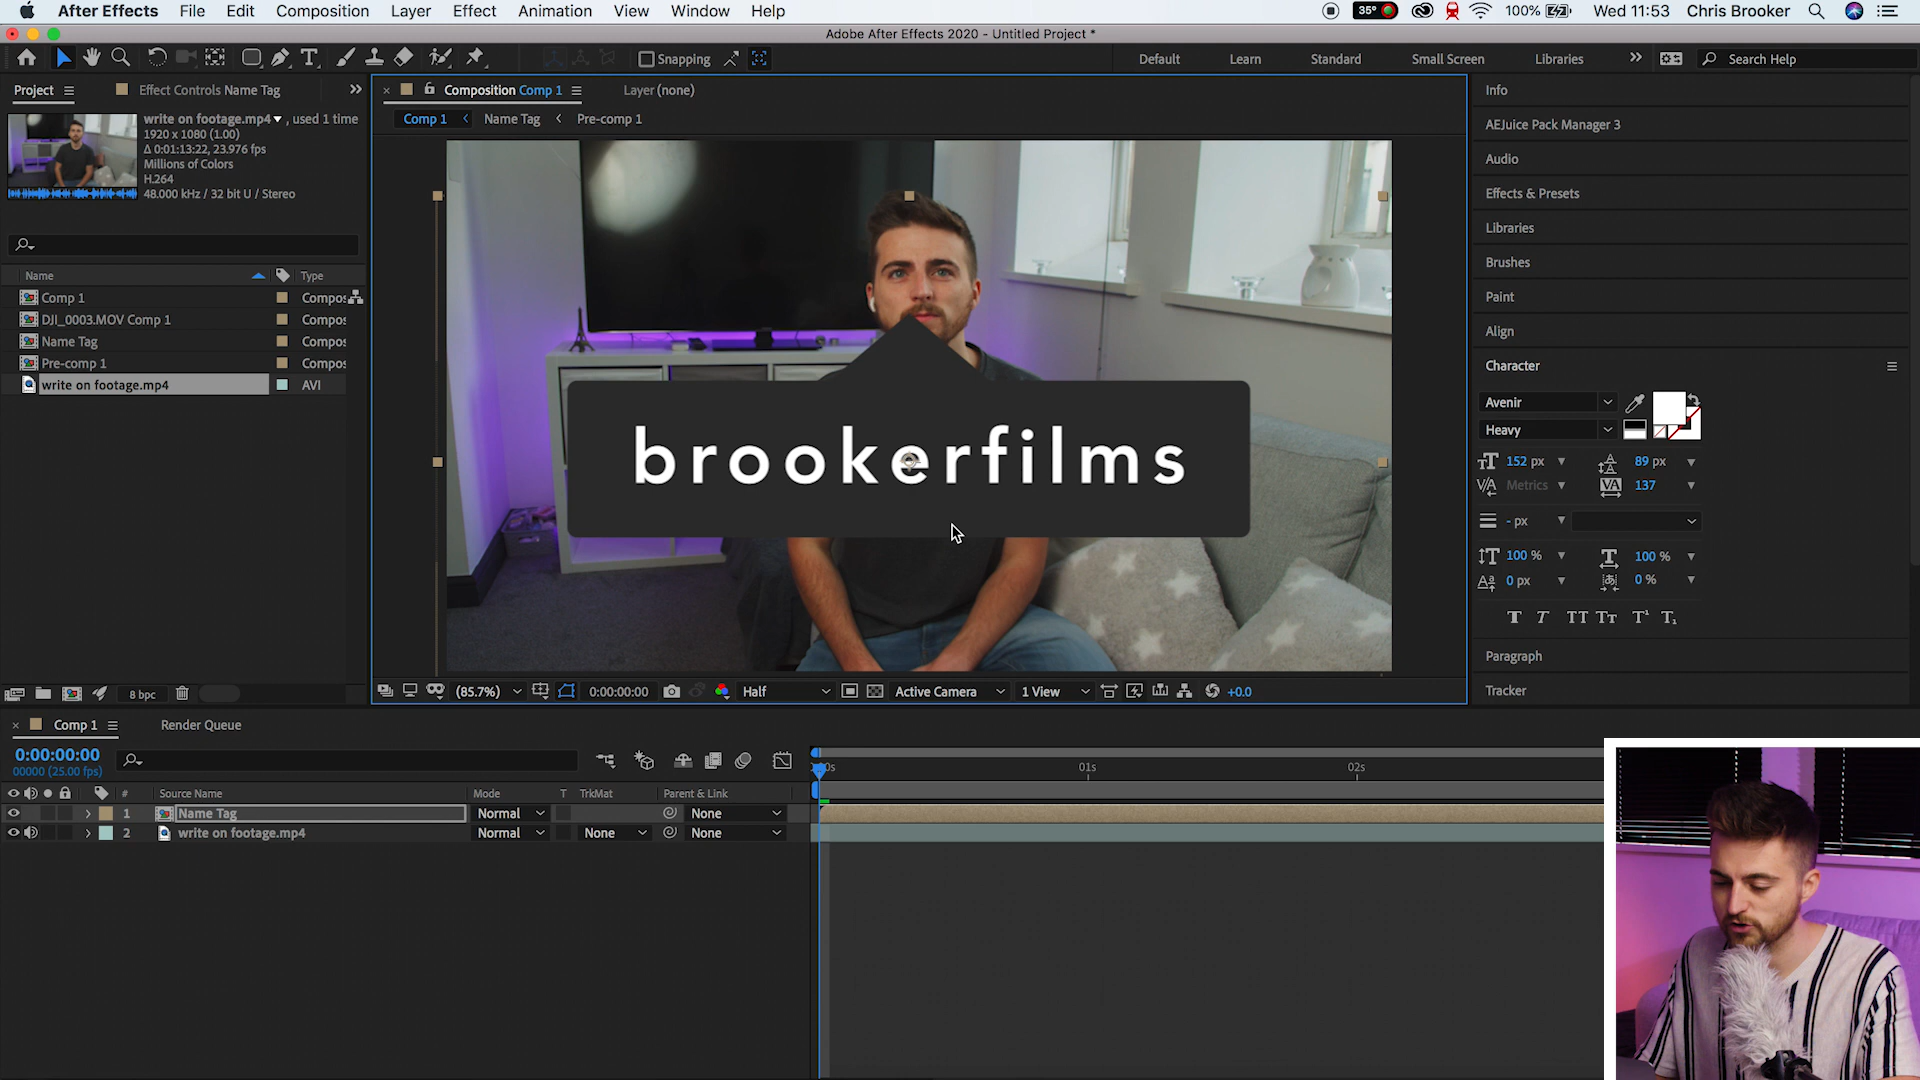 After Effects File Edit Composition Layer Effect Animation View Window Help 35° 100% Wed 11:53 Chris Brooker
Adobe After Effects 2020 - Untitled Project *
Snapping Default Learn Standard Small Screen Libraries Search Help
Project Effect Controls Name Tag
Composition Comp 1 Layer (none)
Comp 1 Name Tag Pre-comp 1
write on footage.mp4 , used 1 time
1920 x 1080 (1.00)
Δ 0:01:13:22, 23.976 fps
Millions of Colors
H.264
48.000 kHz / 32 bit U / Stereo
Name Type
Comp 1 Compos
DJI_0003.MOV Comp 1 Compos
Name Tag Compos
Pre-comp 1 Compos
write on footage.mp4 AVI
8 bpc
brookerfilms
(85.7%) 0:00:00:00 Half Active Camera 1 View +0.0
Info
AEJuice Pack Manager 3
Audio
Effects & Presets
Libraries
Brushes
Paint
Align
Character
Avenir
Heavy
152 px 89 px
Metrics 137
- px
100 % 100 %
0 px 0 %
Paragraph
Tracker
Comp 1 Render Queue
0:00:00:00
00000 (25.00 fps)
# Source Name Mode T TrkMat Parent & Link
1 Name Tag Normal None
2 write on footage.mp4 Normal None None
01s 02s